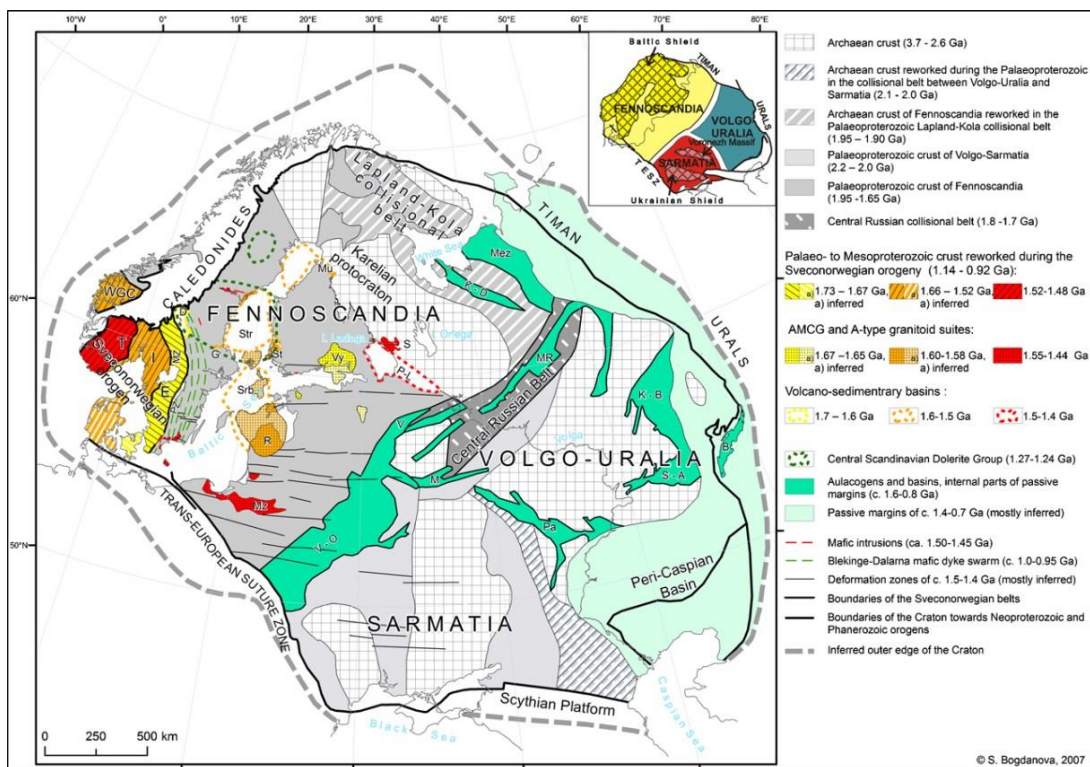 10°W
0°
10°E
20°E
30°E
40°E
50°E
60°E
70°E
80°E
60°N
50°N
0°
10°E
20°E
30°E
40°E
50°E
Baltic Shield
TIMAN
FENNOSCANDIA
VOLGO-
URALIA
URALS
Voronezh Massif
SARMATIA
TESZ
Ukrainian Shield
Lapland-Kola
collisional
belt
White Sea
Mez
TIMAN
Karelian
protocraton
CALEDONIDES
Mu
K-D
WGC
FENNOSCANDIA
L Ladoga
L Onega
URALS
D
Str
T
MZ
G
St
Vy
S
P-L
Sveconorwegian
orogen
E
PZ
Srb
MR
Central Russian Belt
K-B
Baltic Sea
R
V
Volga
B
VOLGO-URALIA
M
S-A
Mz
TRANS-EUROPEAN SUTURE ZONE
V-O
Pa
Peri-Caspian
Basin
SARMATIA
Scythian Platform
Black Sea
Caspian Sea
0 250 500 km
Archaean crust (3.7 - 2.6 Ga)
Archaean crust reworked during the Palaeoproterozoic
in the collisional belt between Volgo-Uralia and
Sarmatia (2.1 - 2.0 Ga)
Archaean crust of Fennoscandia reworked in the
Palaeoproterozoic Lapland-Kola collisional belt
(1.95 – 1.90 Ga)
Palaeoproterozoic crust of Volgo-Sarmatia
(2.2 – 2.0 Ga)
Palaeoproterozoic crust of Fennoscandia
(1.95 -1.65 Ga)
Central Russian collisional belt (1.8 -1.7 Ga)
Palaeo- to Mesoproterozoic crust reworked during the
Sveconorwegian orogeny (1.14 - 0.92 Ga):
a) 1.73 – 1.67 Ga, a) inferred
a) 1.66 – 1.52 Ga, a) inferred
1.52-1.48 Ga
AMCG and A-type granitoid suites:
a) 1.67 –1.65 Ga, a) inferred
a) 1.60-1.58 Ga, a) inferred
1.55-1.44 Ga
Volcano-sedimentary basins :
1.7 – 1.6 Ga
1.6-1.5 Ga
1.5-1.4 Ga
Central Scandinavian Dolerite Group (1.27-1.24 Ga)
Aulacogens and basins, internal parts of passive
margins (c. 1.6-0.8 Ga)
Passive margins of c. 1.4-0.7 Ga (mostly inferred)
Mafic intrusions (ca. 1.50-1.45 Ga)
Blekinge-Dalarna mafic dyke swarm (c. 1.0-0.95 Ga)
Deformation zones of c. 1.5-1.4 Ga (mostly inferred)
Boundaries of the Sveconorwegian belts
Boundaries of the Craton towards Neoproterozoic and
Phanerozoic orogens
Inferred outer edge of the Craton
© S. Bogdanova, 2007